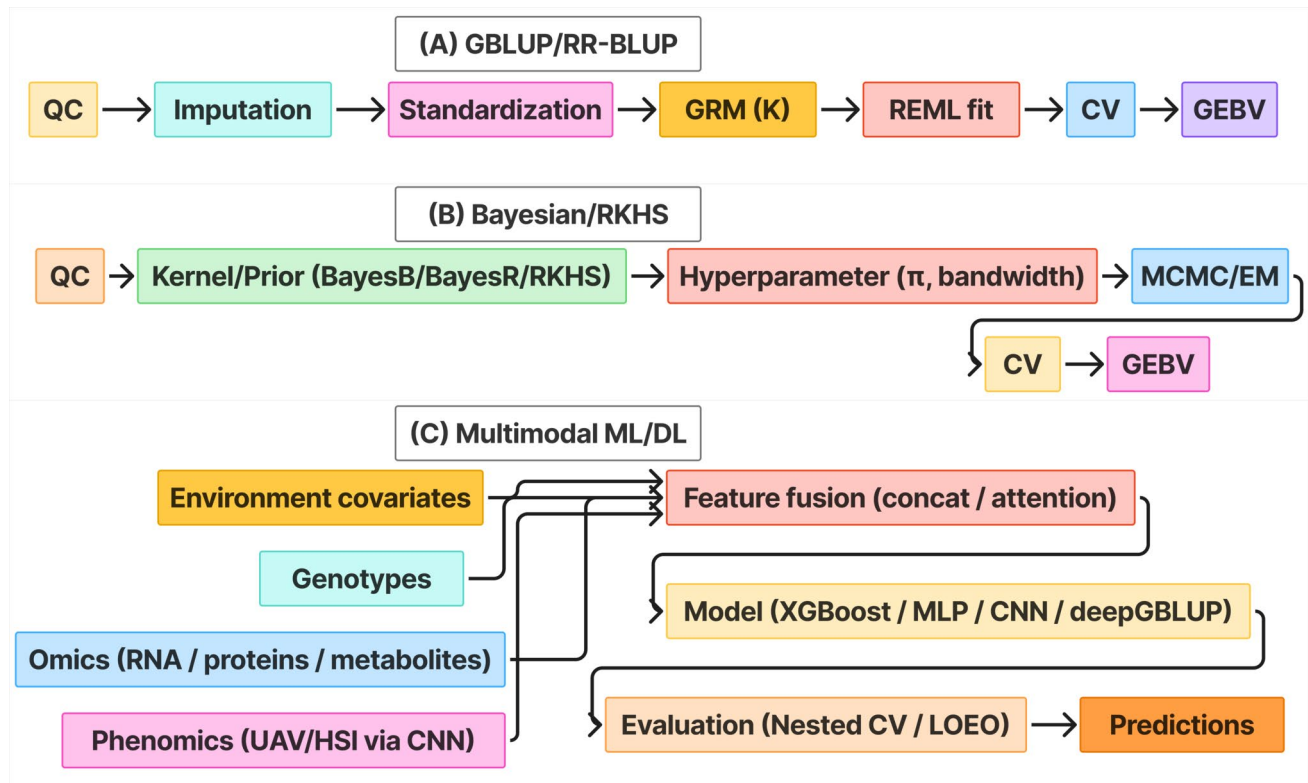 (A) GBLUP/RR-BLUP
QC
Imputation
Standardization
GRM (K)
REML fit
CV
GEBV
(B) Bayesian/RKHS
QC
Kernel/Prior (BayesB/BayesR/RKHS)
Hyperparameter (π, bandwidth)
MCMC/EM
CV
GEBV
(C) Multimodal ML/DL
Environment covariates
Genotypes
Omics (RNA / proteins / metabolites)
Phenomics (UAV/HSI via CNN)
Feature fusion (concat / attention)
Model (XGBoost / MLP / CNN / deepGBLUP)
Evaluation (Nested CV / LOEO)
Predictions